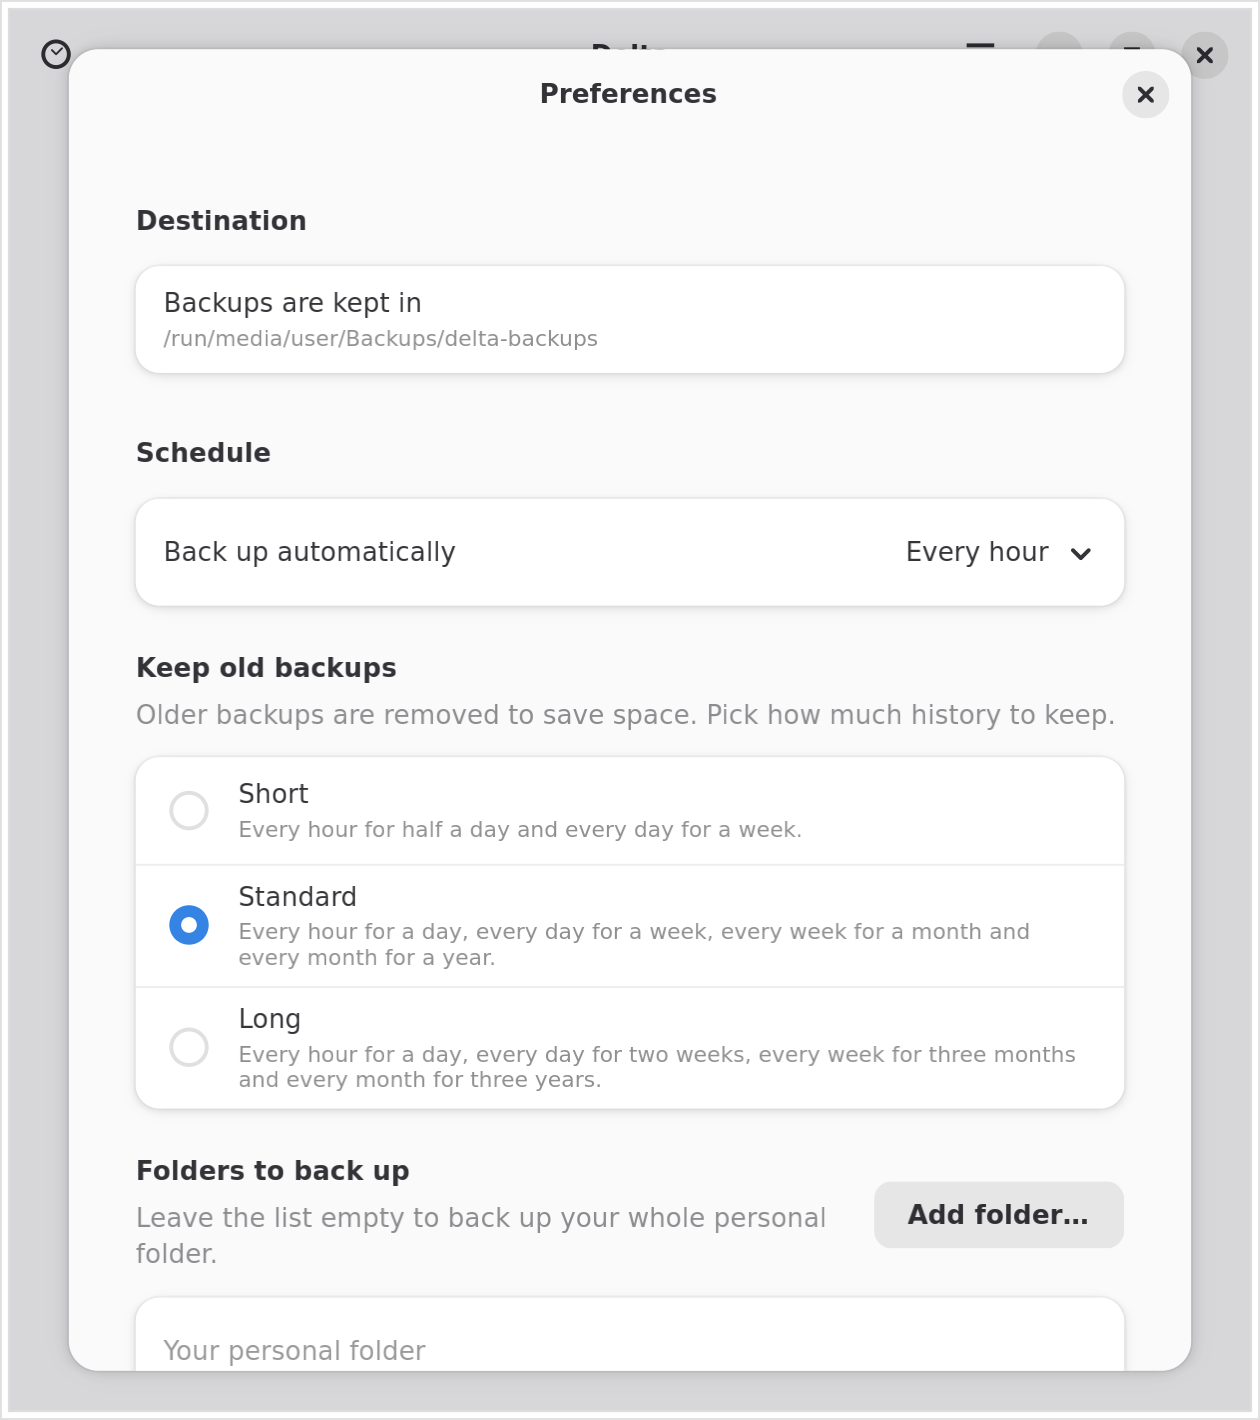 Preferences
Destination
Backups are kept in
/run/media/user/Backups/delta-backups
Schedule
Back up automatically
Every hour
Keep old backups
Older backups are removed to save space. Pick how much history to keep.
Short
Every hour for half a day and every day for a week.
Standard
Every hour for a day, every day for a week, every week for a month and
every month for a year.
Long
Every hour for a day, every day for two weeks, every week for three months
and every month for three years.
Folders to back up
Leave the list empty to back up your whole personal
folder.
Add folder…
Your personal folder